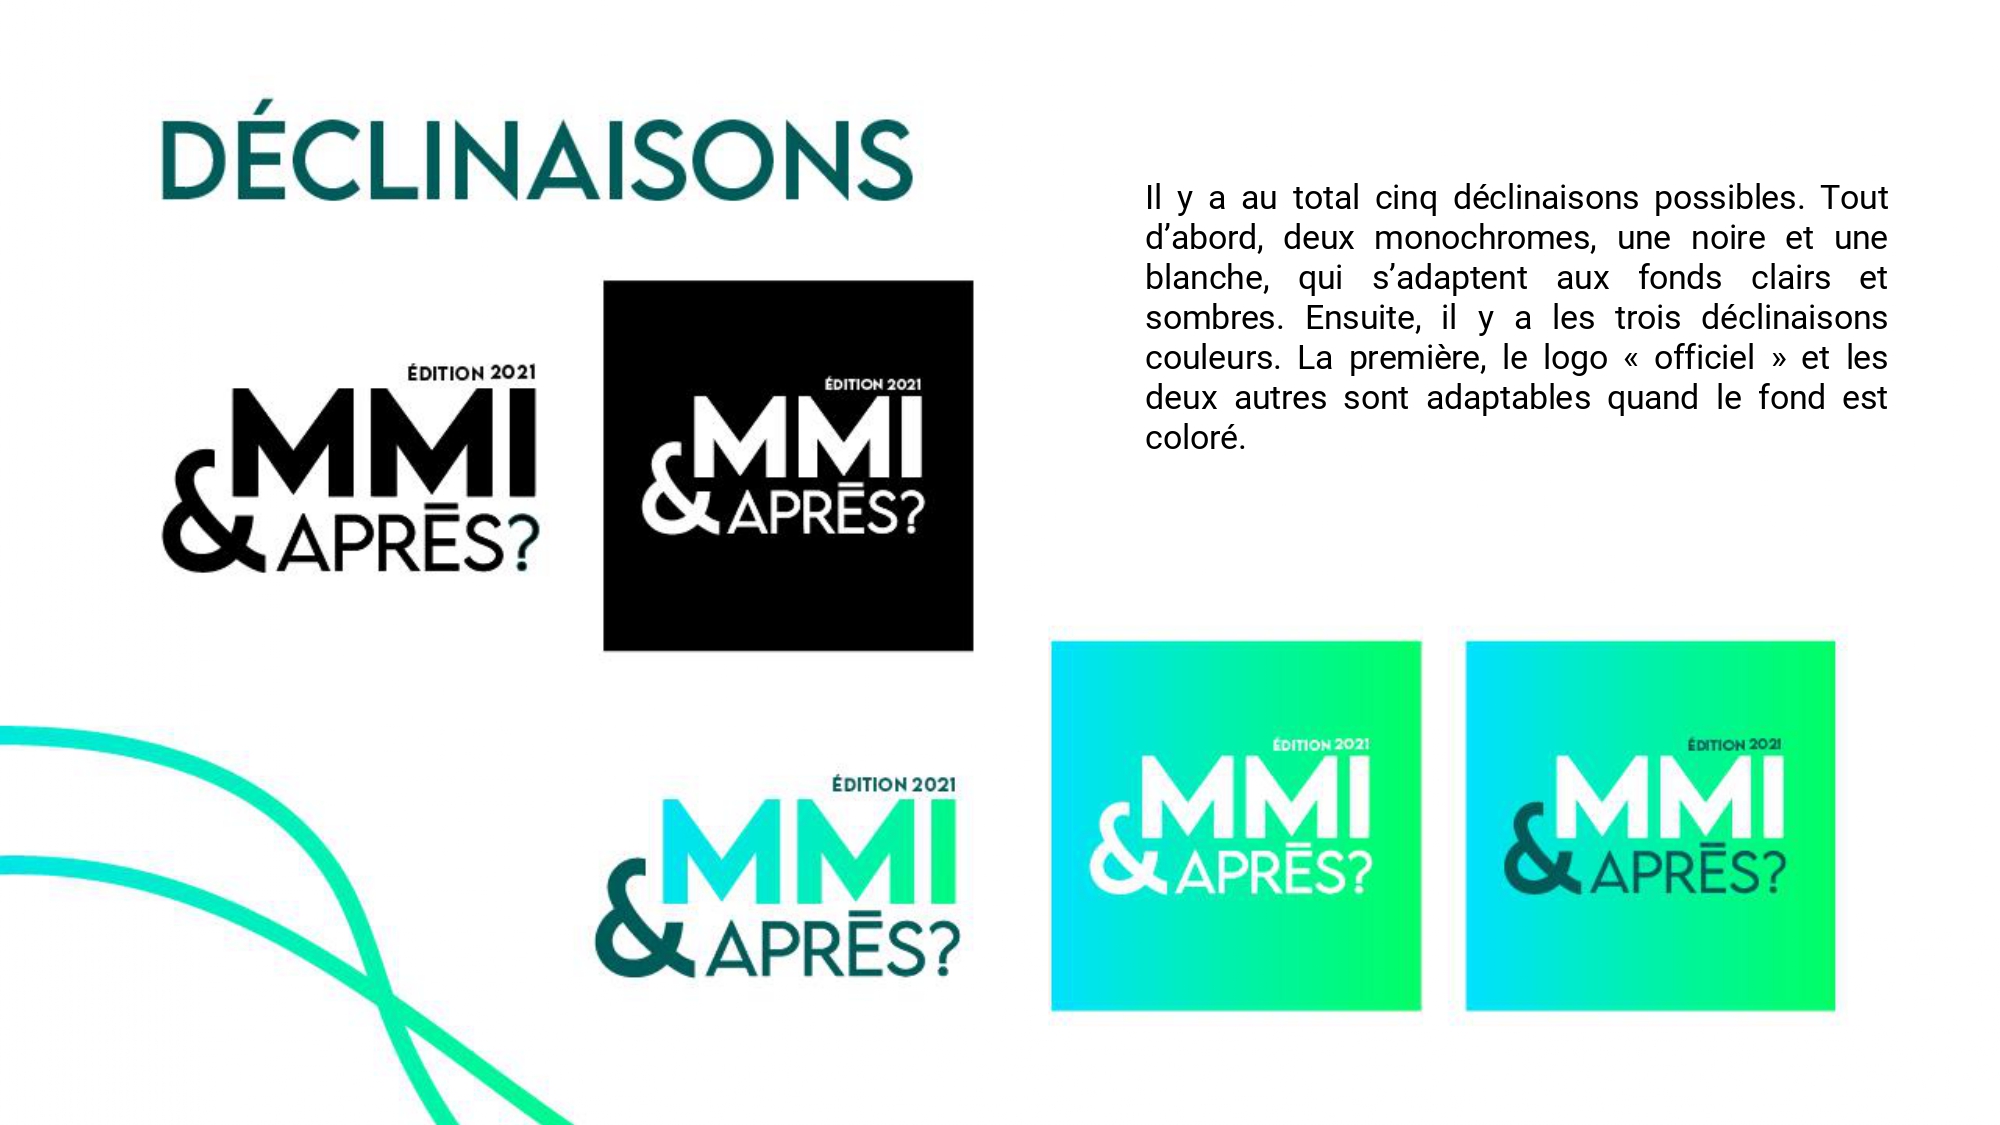 DÉCLINAISONS
Il y a au total cinq déclinaisons possibles. Tout
d’abord, deux monochromes, une noire et une
blanche, qui s’adaptent aux fonds clairs et
sombres. Ensuite, il y a les trois déclinaisons
couleurs. La première, le logo « officiel » et les
deux autres sont adaptables quand le fond est
coloré.
ÉDITION 2021
MMI
& APRĒS?
ÉDITION 2021
MMI
& APRĒS?
ÉDITION 2021
MMI
& APRĒS?
ÉDITION 2021
MMI
& APRĒS?
ÉDITION 2021
MMI
& APRĒS?